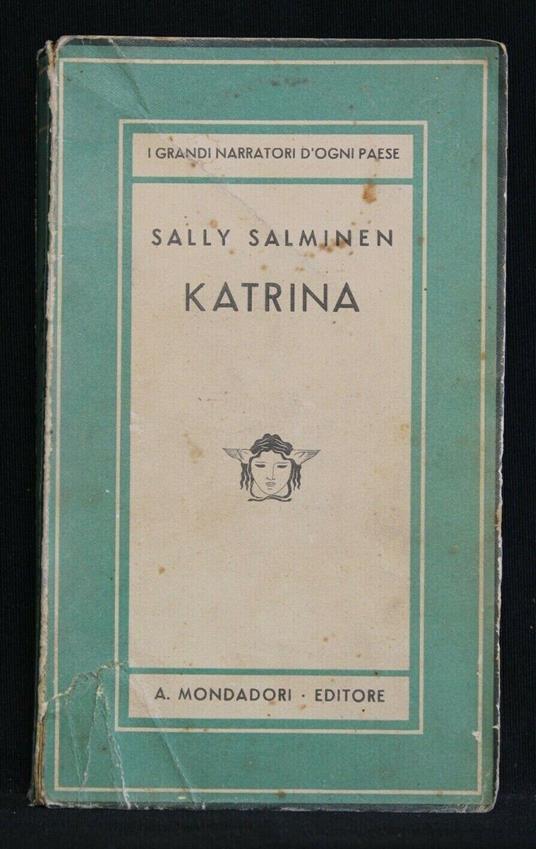 I GRANDI NARRATORI D'OGNI PAESE
SALLY SALMINEN
KATRINA
A. MONDADORI · EDITORE